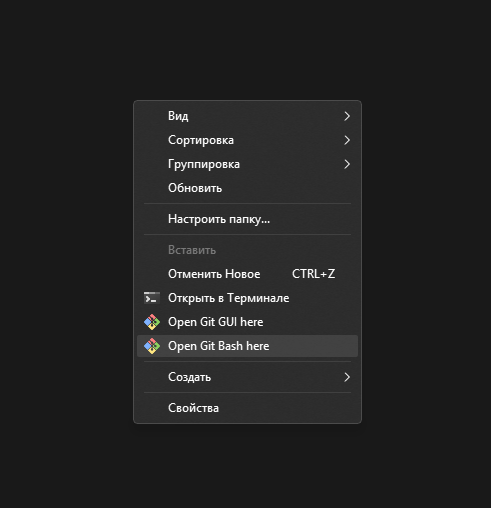 Вид
Сортировка
Группировка
Обновить
Настроить папку...
Вставить
Отменить Новое CTRL+Z
Открыть в Терминале
Open Git GUI here
Open Git Bash here
Создать
Свойства